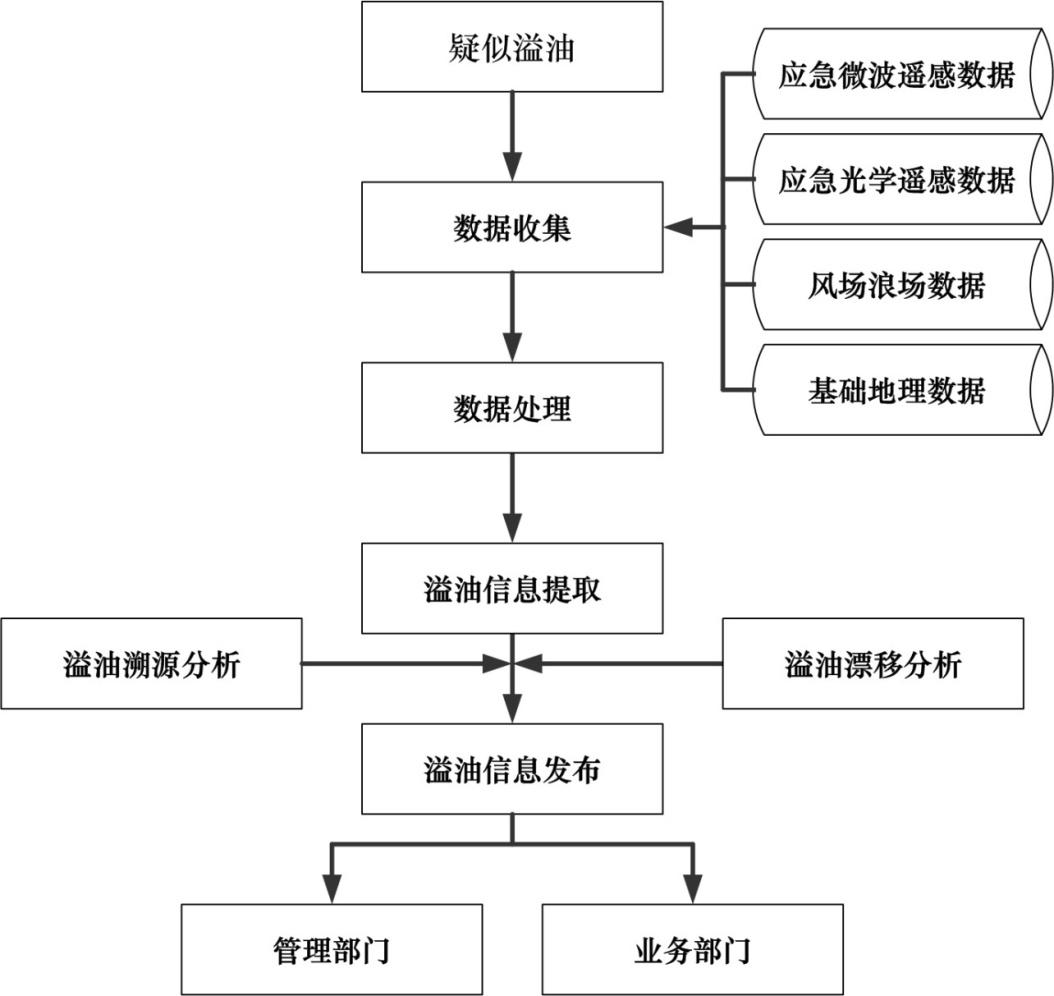 疑似溢油
应急微波遥感数据
应急光学遥感数据
数据收集
风场浪场数据
基础地理数据
数据处理
溢油信息提取
溢油溯源分析
溢油漂移分析
溢油信息发布
管理部门
业务部门